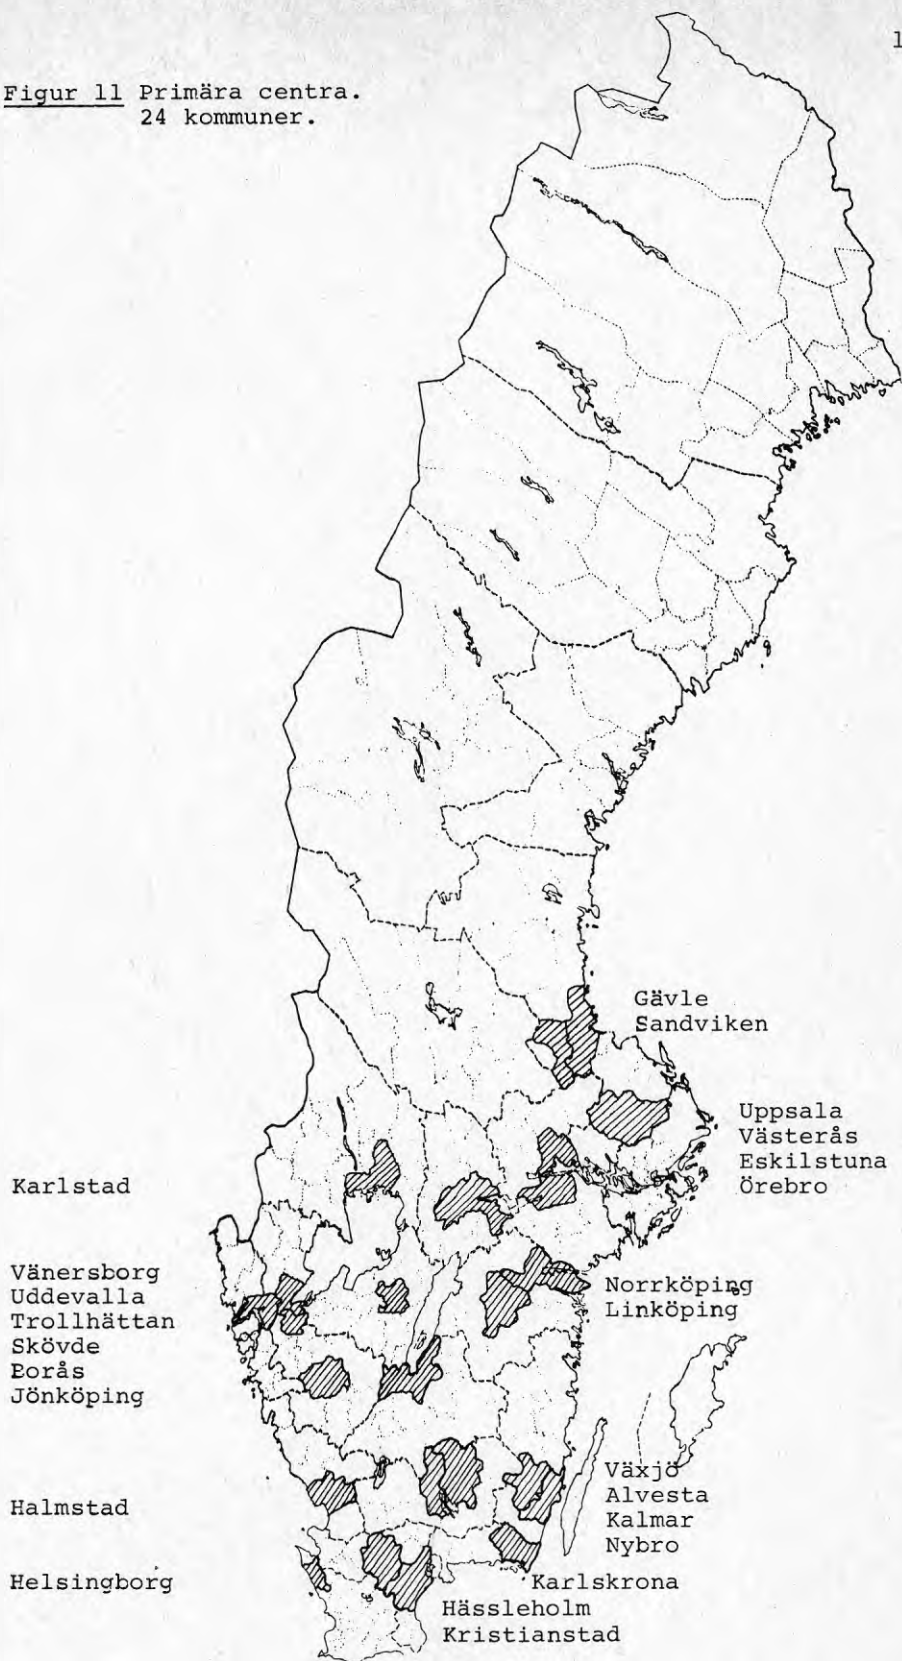 1
Figur 11 Primära centra.
24 kommuner.
Gävle
Sandviken
Uppsala
Västerås
Eskilstuna
Örebro
Karlstad
Vänersborg
Uddevalla
Trollhättan
Skövde
Borås
Jönköping
Norrköping
Linköping
Växjö
Alvesta
Kalmar
Nybro
Halmstad
Helsingborg
Karlskrona
Hässleholm
Kristianstad